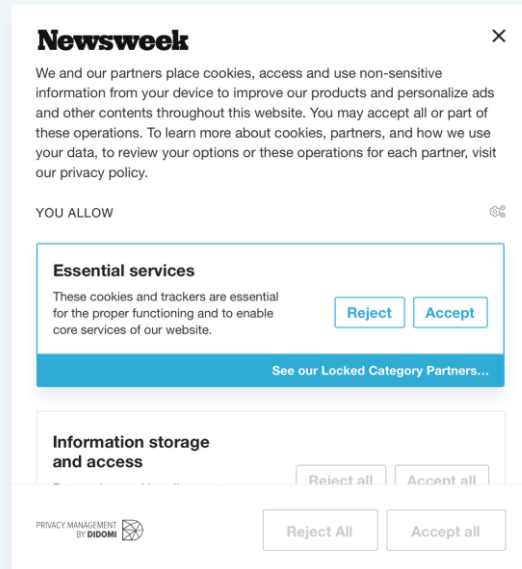 Newsweek
We and our partners place cookies, access and use non-sensitive
information from your device to improve our products and personalize ads
and other contents throughout this website. You may accept all or part of
these operations. To learn more about cookies, partners, and how we use
your data, to review your options or these operations for each partner, visit
our privacy policy.
YOU ALLOW
Essential services
These cookies and trackers are essential
for the proper functioning and to enable
core services of our website.
Reject
Accept
See our Locked Category Partners...
Information storage
and access
Reject all
Accept all
PRIVACY MANAGEMENT
BY DIDOMI
Reject All
Accept all